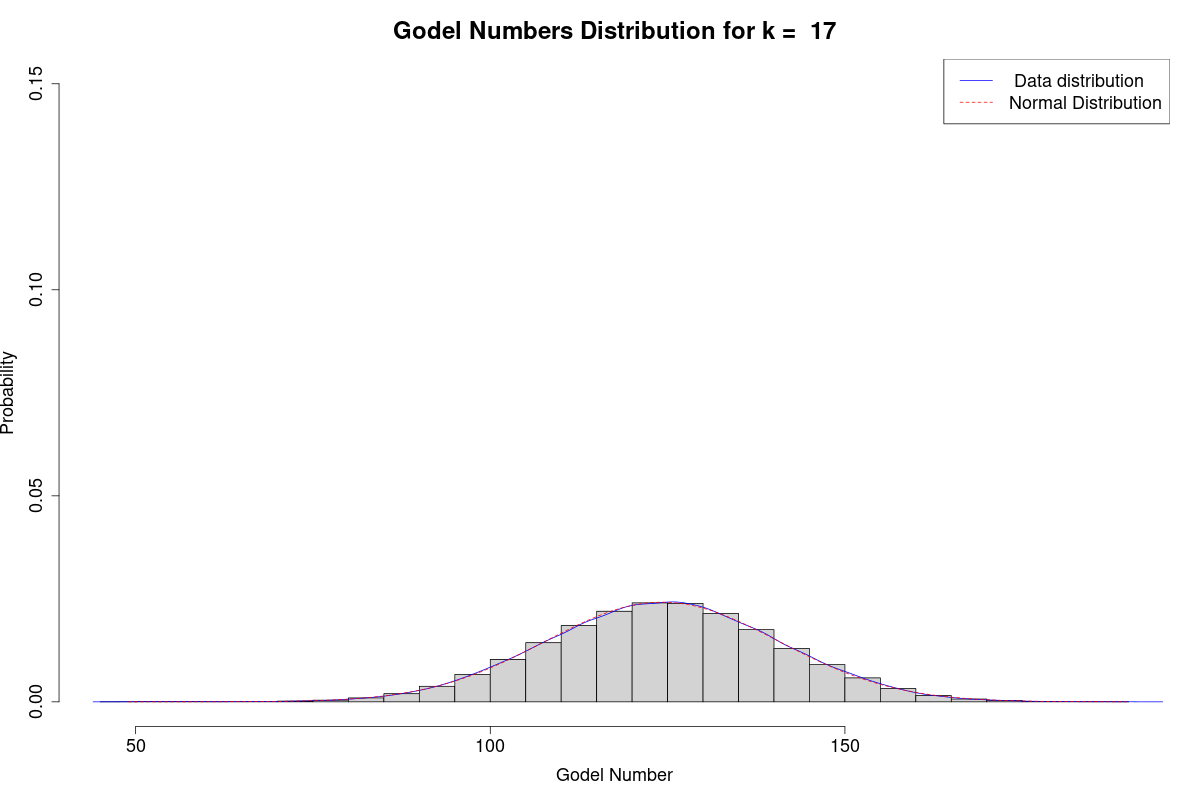 Godel Numbers Distribution for k =  17
Data distribution
Normal Distribution
0.15
0.10
0.05
0.00
Probability
50
100
150
Godel Number